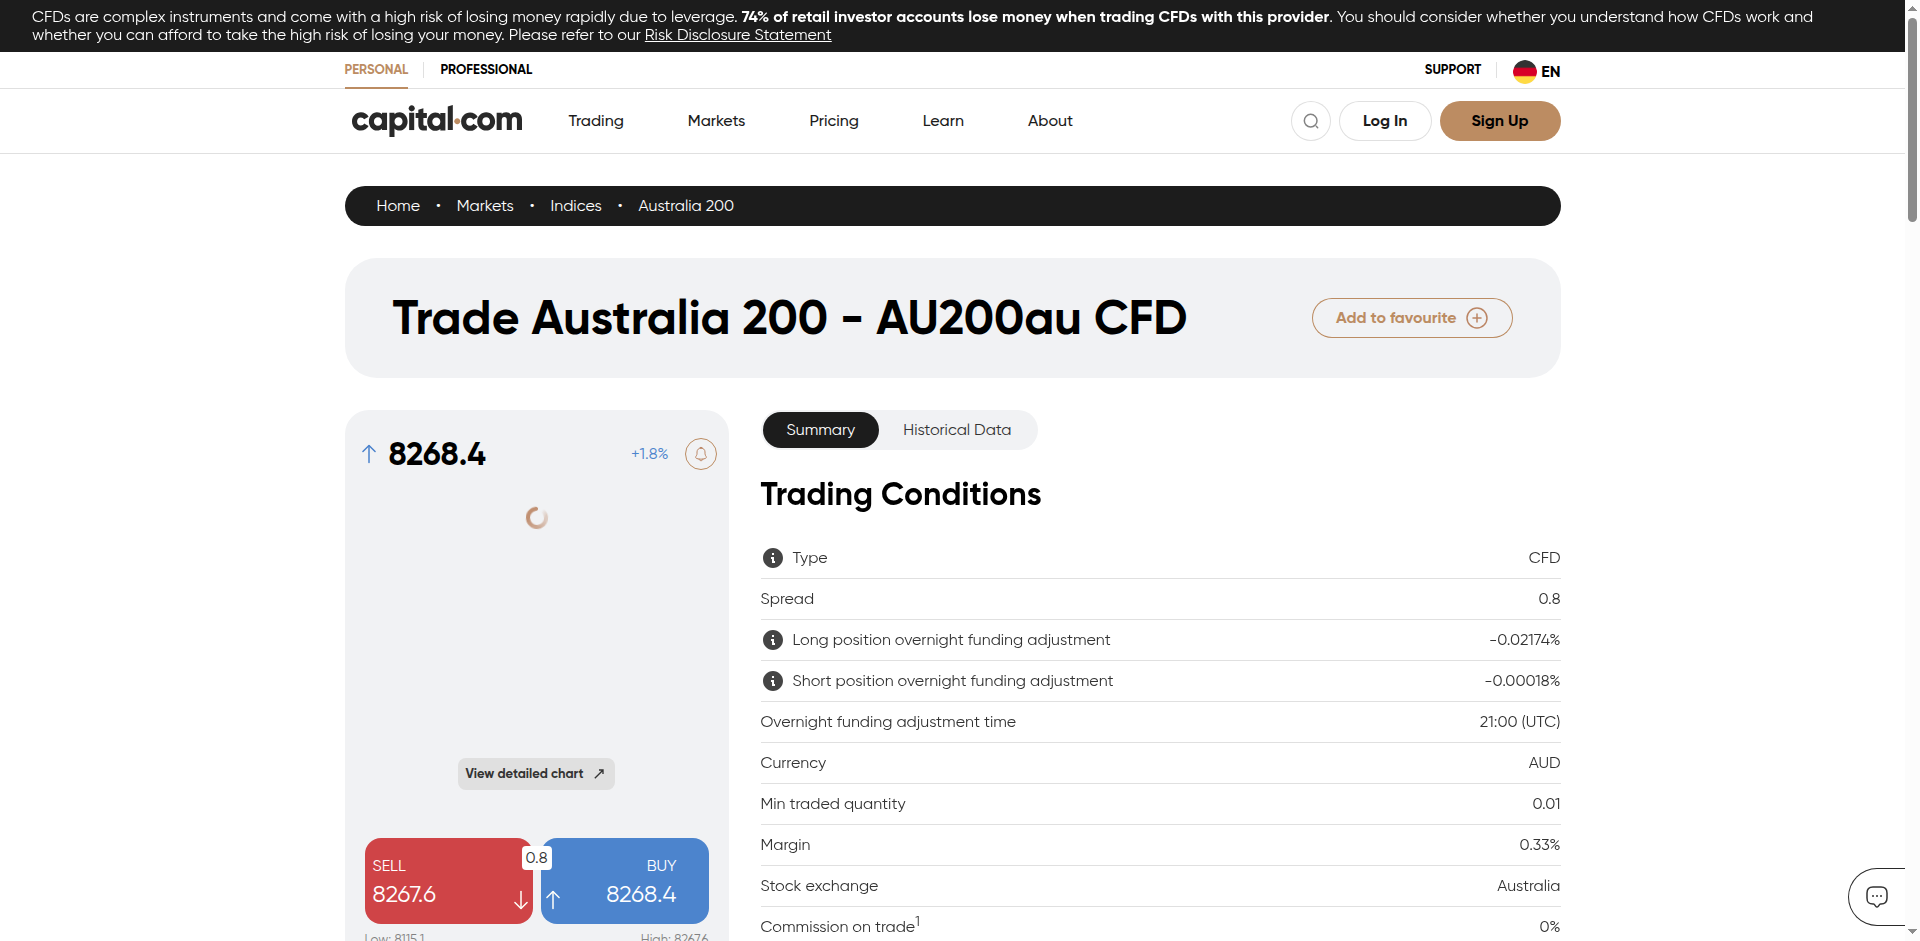 CFDs are complex instruments and come with a high risk of losing money rapidly due to leverage. 74% of retail investor accounts lose money when trading CFDs with this provider. You should consider whether you understand how CFDs work and
whether you can afford to take the high risk of losing your money. Please refer to our Risk Disclosure Statement
PERSONAL PROFESSIONAL SUPPORT EN
capital.com Trading Markets Pricing Learn About Log In Sign Up
Home • Markets • Indices • Australia 200
Trade Australia 200 - AU200au CFD Add to favourite
8268.4 +1.8%
View detailed chart
SELL 0.8 BUY
8267.6 8268.4
Low: 8115.1 High: 8267.6
Summary Historical Data
Trading Conditions
Type CFD
Spread 0.8
Long position overnight funding adjustment -0.02174%
Short position overnight funding adjustment -0.00018%
Overnight funding adjustment time 21:00 (UTC)
Currency AUD
Min traded quantity 0.01
Margin 0.33%
Stock exchange Australia
Commission on trade¹ 0%